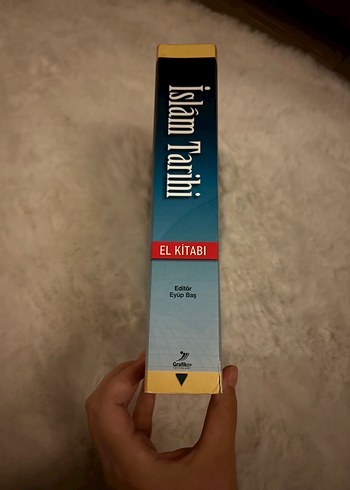 İslâm Tarihi
EL KİTABI
Editör
Eyüp Baş
Grafiker